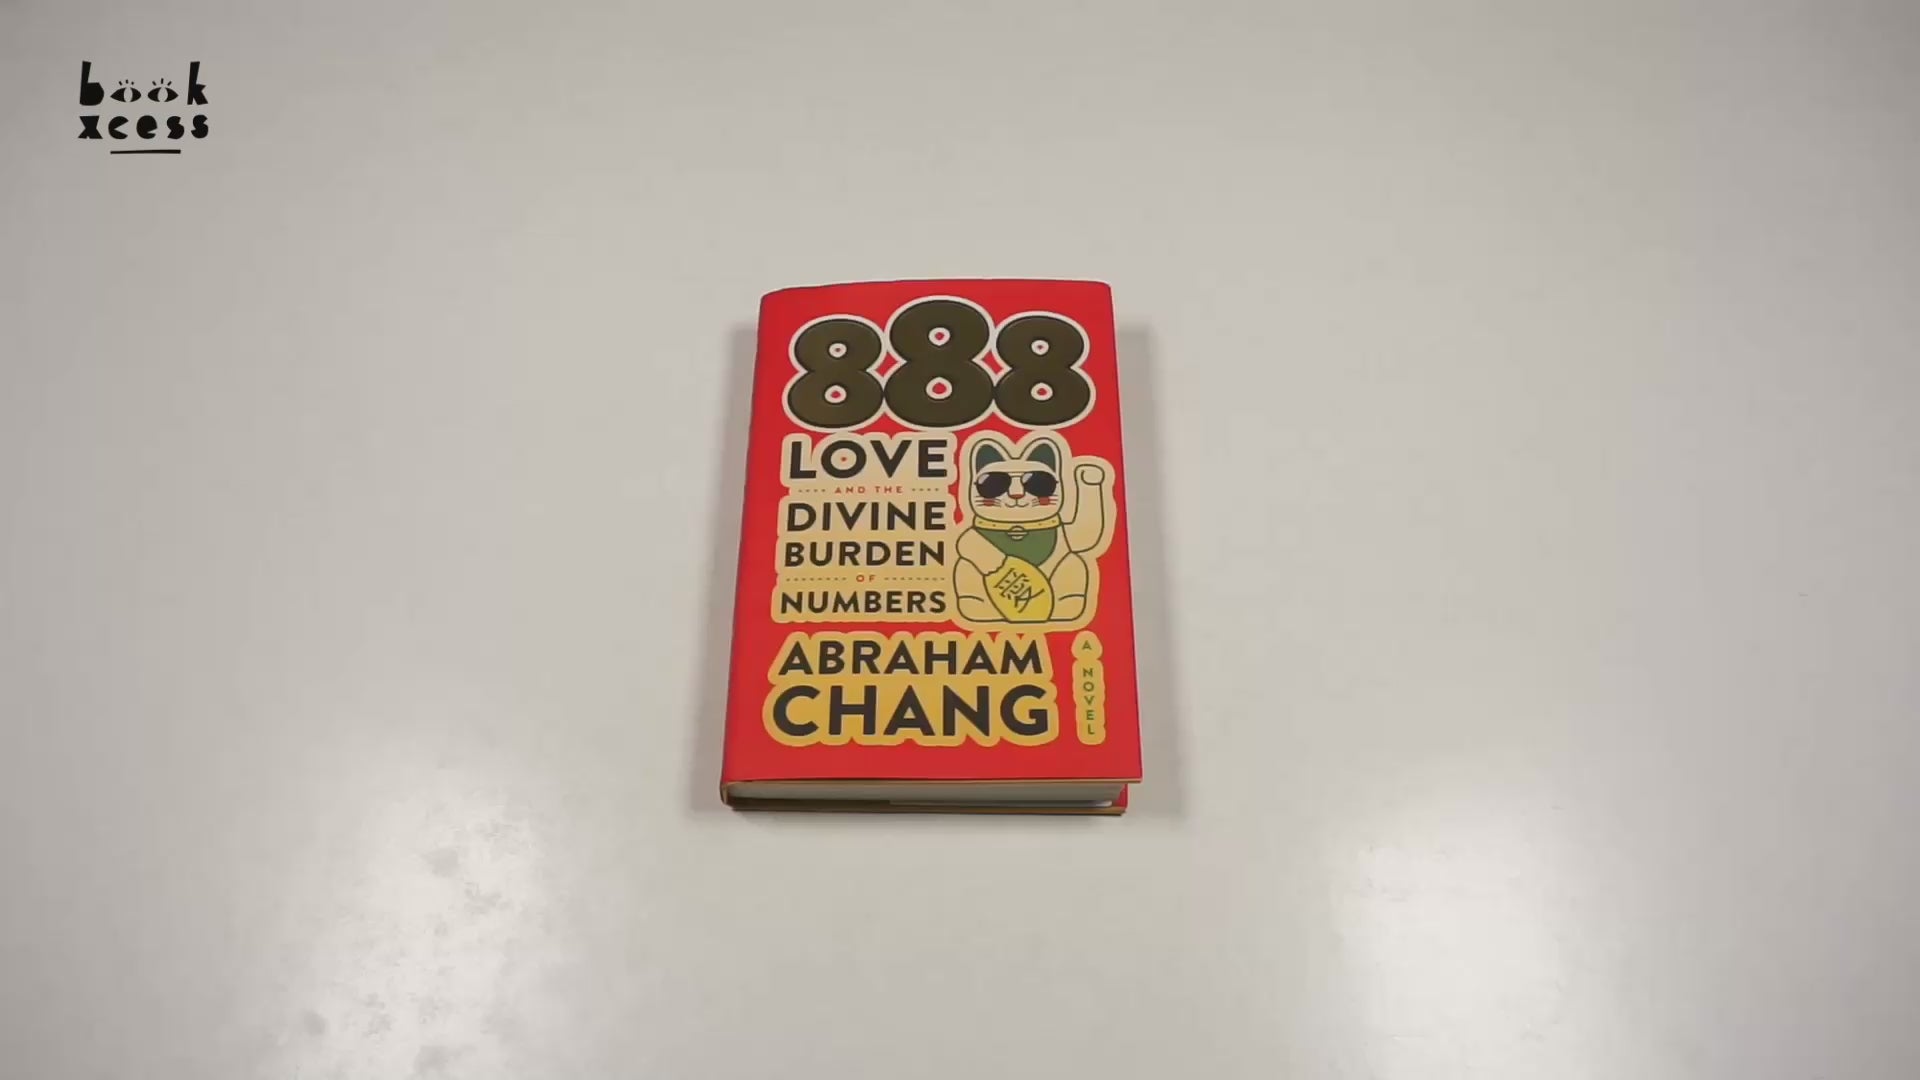 book
xcess
888
LOVE
AND THE
DIVINE
BURDEN
OF
NUMBERS
ABRAHAM
CHANG
A NOVEL